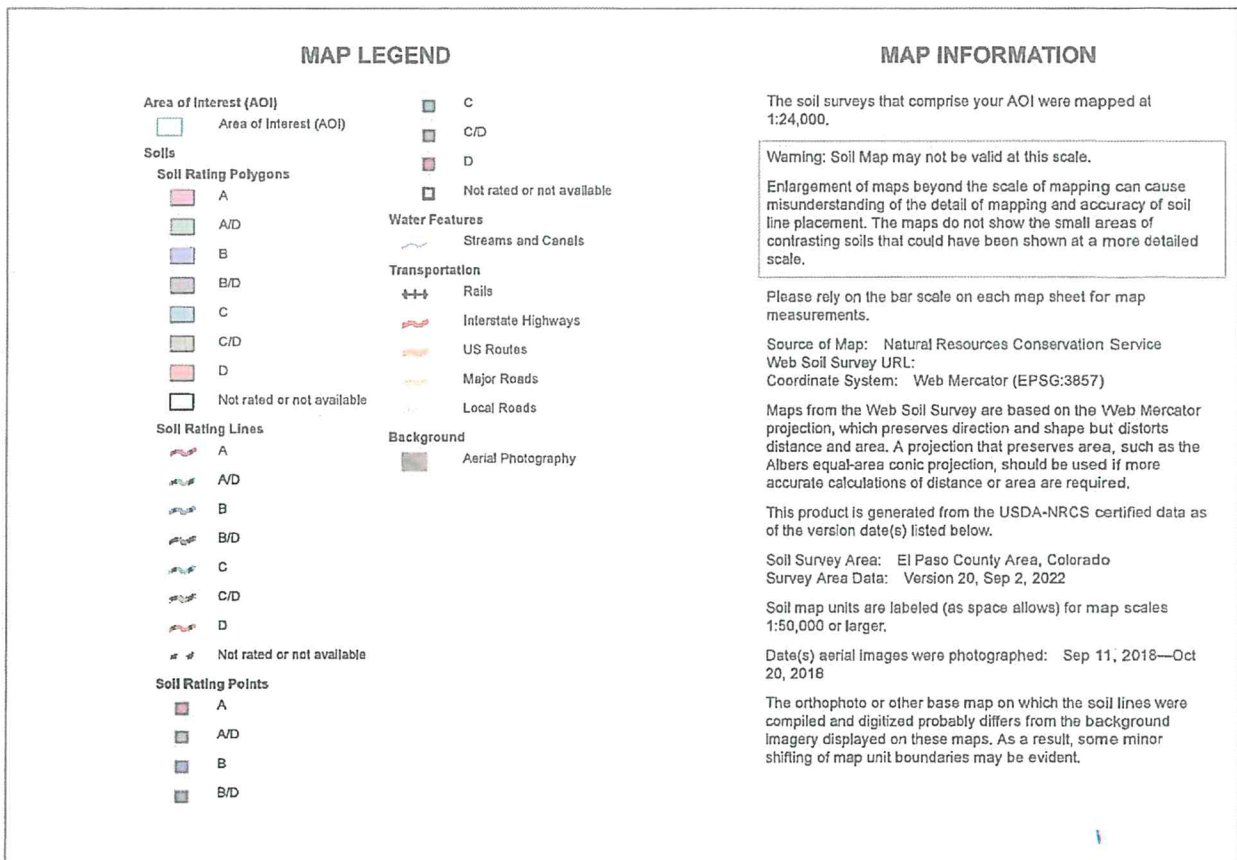 MAP LEGEND
Area of Interest (AOI)
Area of Interest (AOI)
Soils
Soil Rating Polygons
A
A/D
B
B/D
C
C/D
D
Not rated or not available
Soil Rating Lines
A
A/D
B
B/D
C
C/D
D
Not rated or not available
Soil Rating Points
A
A/D
B
B/D
C
C/D
D
Not rated or not available
Water Features
Streams and Canals
Transportation
Rails
Interstate Highways
US Routes
Major Roads
Local Roads
Background
Aerial Photography
MAP INFORMATION
The soil surveys that comprise your AOI were mapped at
1:24,000.
Warning: Soil Map may not be valid at this scale.
Enlargement of maps beyond the scale of mapping can cause
misunderstanding of the detail of mapping and accuracy of soil
line placement. The maps do not show the small areas of
contrasting soils that could have been shown at a more detailed
scale.
Please rely on the bar scale on each map sheet for map
measurements.
Source of Map: Natural Resources Conservation Service
Web Soil Survey URL:
Coordinate System: Web Mercator (EPSG:3857)
Maps from the Web Soil Survey are based on the Web Mercator
projection, which preserves direction and shape but distorts
distance and area. A projection that preserves area, such as the
Albers equal-area conic projection, should be used if more
accurate calculations of distance or area are required.
This product is generated from the USDA-NRCS certified data as
of the version date(s) listed below.
Soil Survey Area: El Paso County Area, Colorado
Survey Area Data: Version 20, Sep 2, 2022
Soil map units are labeled (as space allows) for map scales
1:50,000 or larger.
Date(s) aerial images were photographed: Sep 11, 2018—Oct
20, 2018
The orthophoto or other base map on which the soil lines were
compiled and digitized probably differs from the background
imagery displayed on these maps. As a result, some minor
shifting of map unit boundaries may be evident.